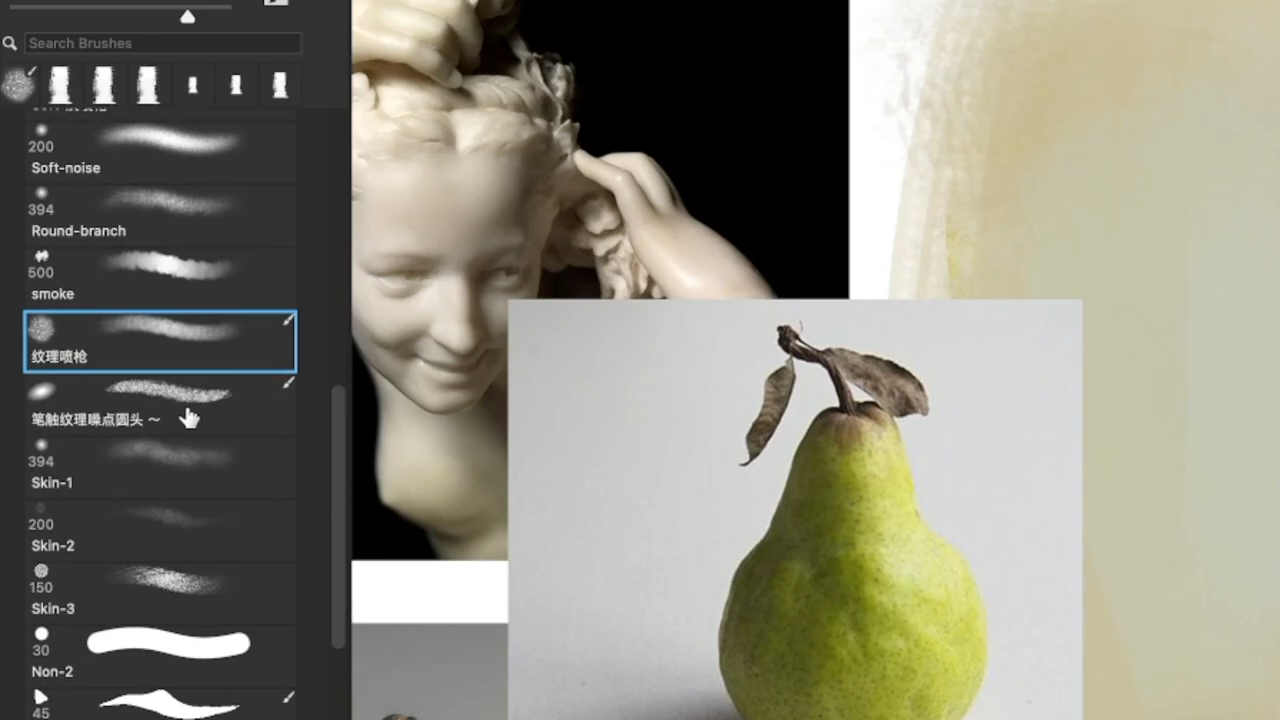 Search Brushes
200
Soft-noise
394
Round-branch
500
smoke
纹理喷枪
笔触纹理噪点圆头 ~
394
Skin-1
200
Skin-2
150
Skin-3
30
Non-2
45